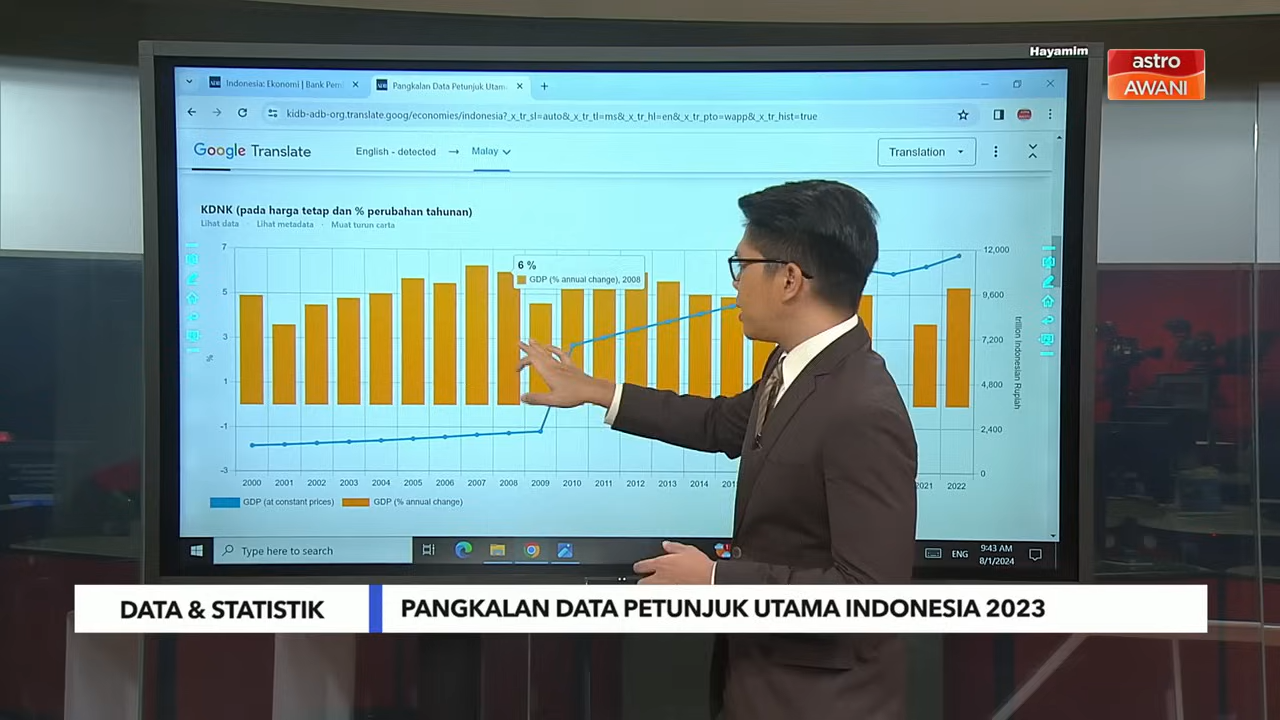 Hayamim
astro
AWANI
Indonesia: Ekonomi | Bank Pem
Pangkalan Data Petunjuk Utam
kidb-adb-org.translate.goog/economies/indonesia?_x_tr_sl=auto&_x_tr_tl=ms&_x_tr_hl=en&_x_tr_pto=wapp&_x_tr_hist=true
Google Translate
English - detected
Malay
Translation
KDNK (pada harga tetap dan % perubahan tahunan)
Lihat data · Lihat metadata · Muat turun carta
7
5
3
1
-1
-3
%
6 %
GDP (% annual change), 2008
12,000
9,600
7,200
4,800
2,400
0
trillion Indonesian Rupiah
2000 2001 2002 2003 2004 2005 2006 2007 2008 2009 2010 2011 2012 2013 2014 2021 2022
GDP (at constant prices) GDP (% annual change)
Type here to search
ENG
9:43 AM
8/1/2024
DATA & STATISTIK
PANGKALAN DATA PETUNJUK UTAMA INDONESIA 2023